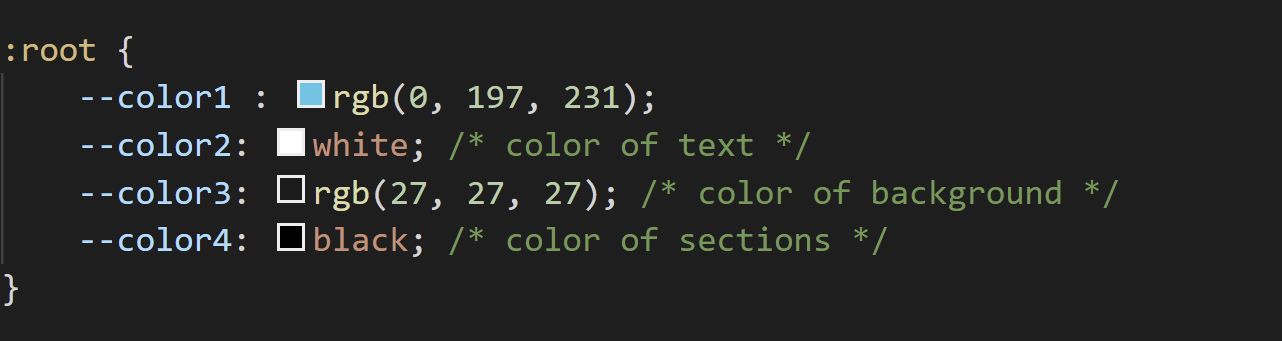 :root {
    --color1 : rgb(0, 197, 231);
    --color2: white; /* color of text */
    --color3: rgb(27, 27, 27); /* color of background */
    --color4: black; /* color of sections */
}